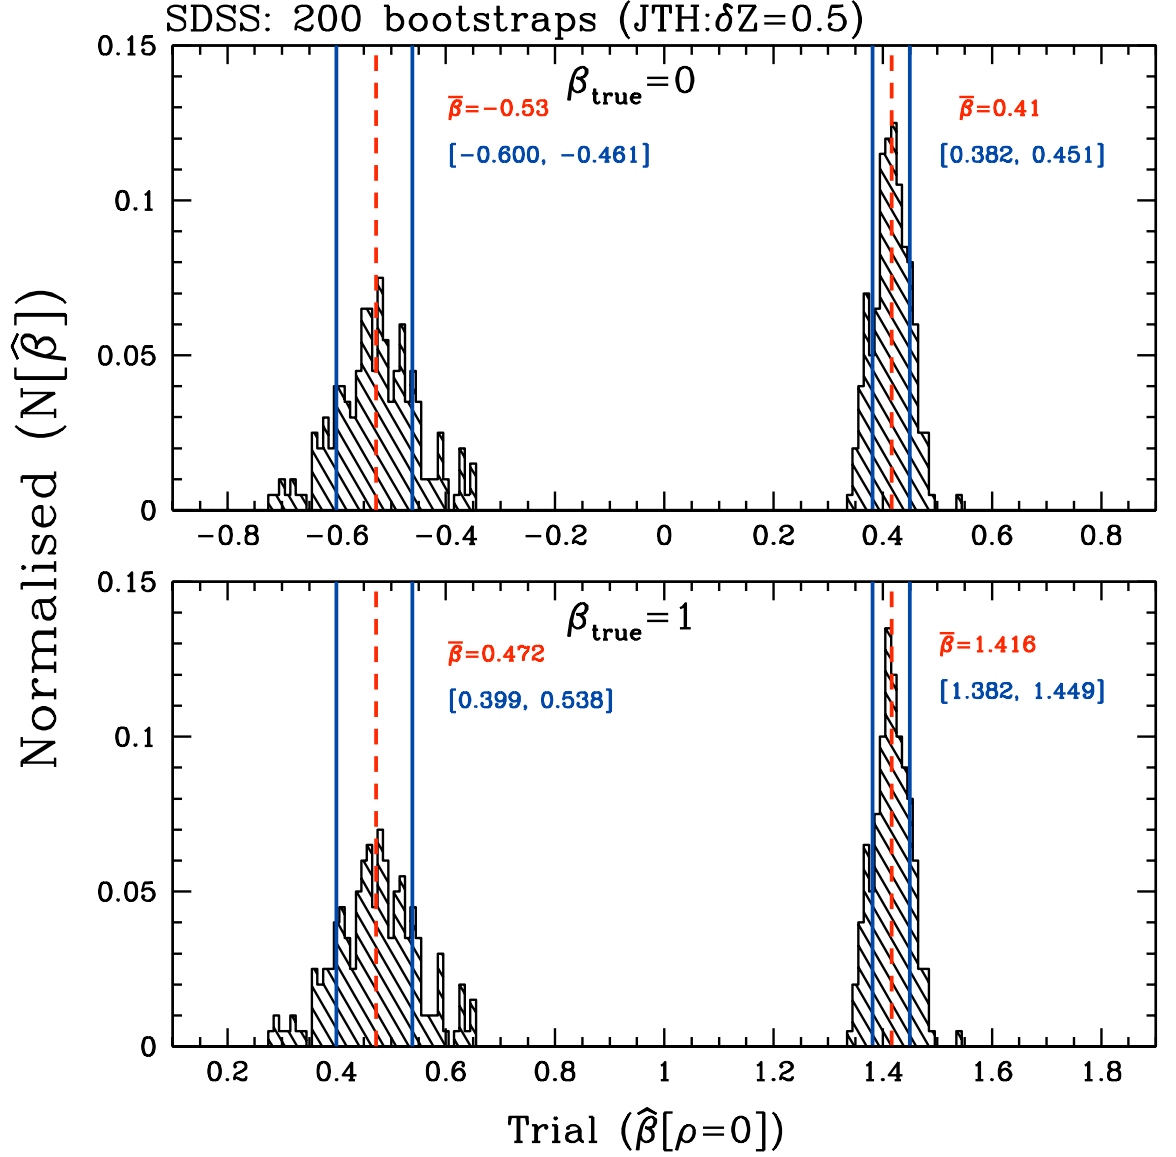 SDSS: 200 bootstraps (JTH:δZ=0.5)
0.15
β_true=0
β̅=−0.53
β̅=0.41
[−0.600, −0.461]
[0.382, 0.451]
0.1
0.05
0
−0.8 −0.6 −0.4 −0.2 0 0.2 0.4 0.6 0.8
Normalised (N[β̂])
0.15
β_true=1
β̅=0.472
β̅=1.416
[0.399, 0.538]
[1.382, 1.449]
0.1
0.05
0
0.2 0.4 0.6 0.8 1 1.2 1.4 1.6 1.8
Trial (β̂[ρ=0])